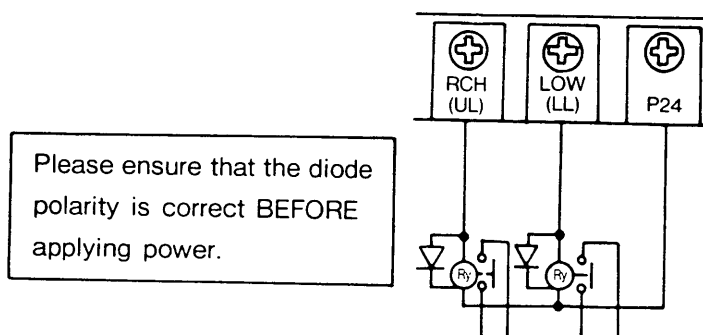 RCH
(UL)
LOW
(LL)
P24
Please ensure that the diode
polarity is correct BEFORE
applying power.
Ry
Ry